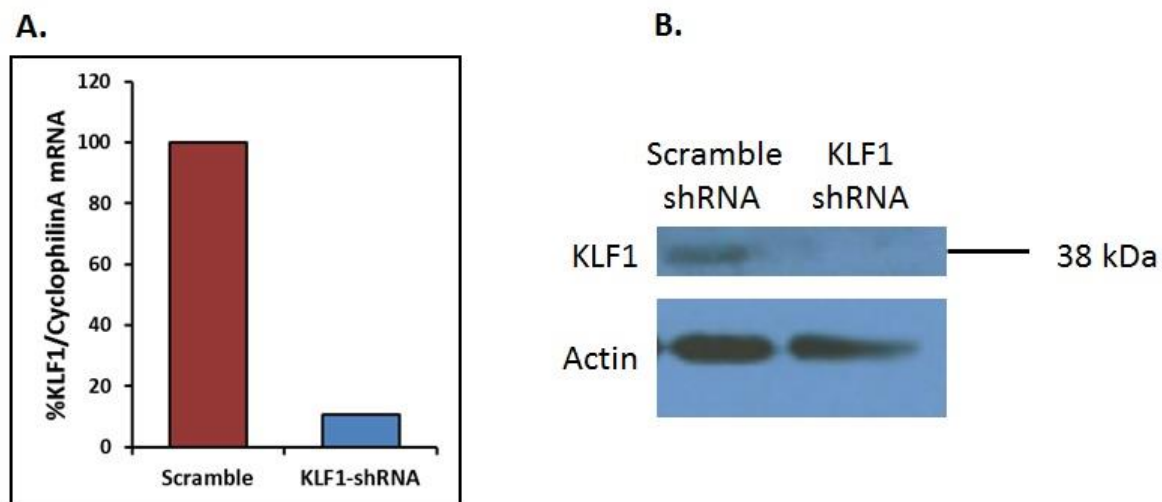 A.
%KLF1/CyclophilinA mRNA
120
100
80
60
40
20
0
Scramble
KLF1-shRNA
B.
Scramble
shRNA
KLF1
shRNA
KLF1
38 kDa
Actin